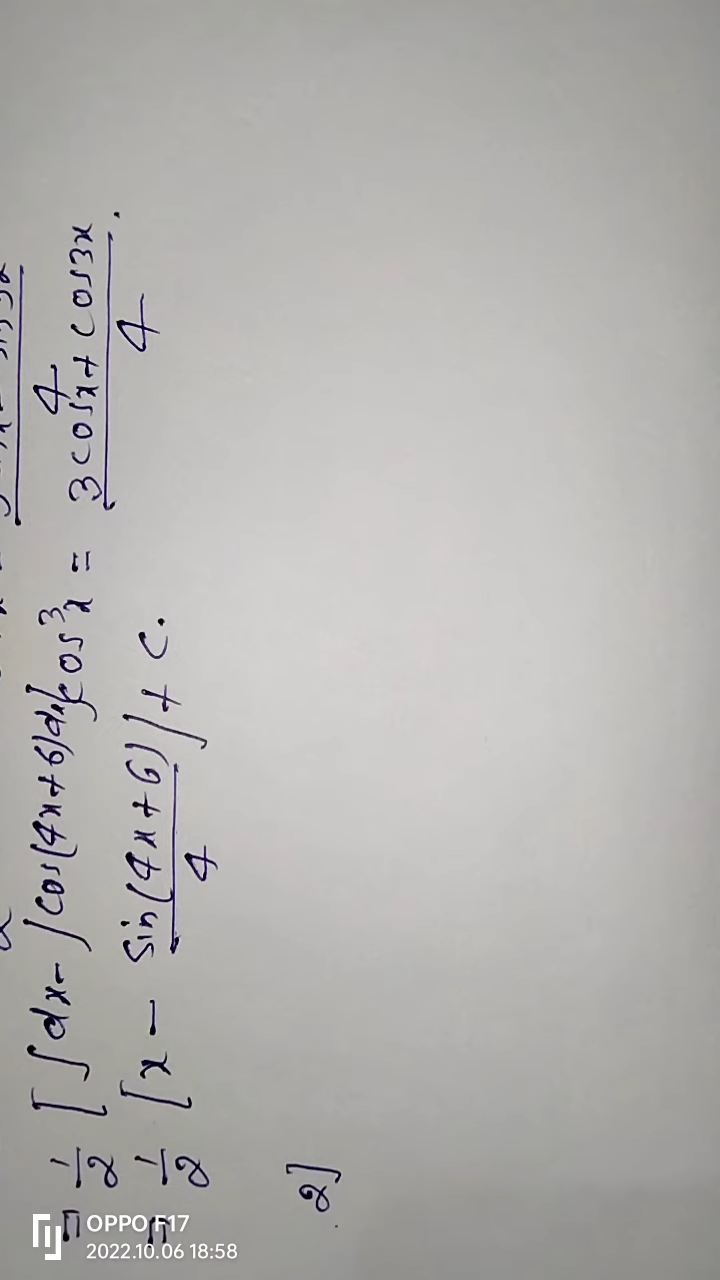 4
= 1/2 [∫dx - ∫cos(4x+6)dx] cos³x = 3cosx + cos3x / 4 .
= 1/2 [x - sin(4x+6) / 4 ] + C.
2]
OPPO F17
2022.10.06 18:58